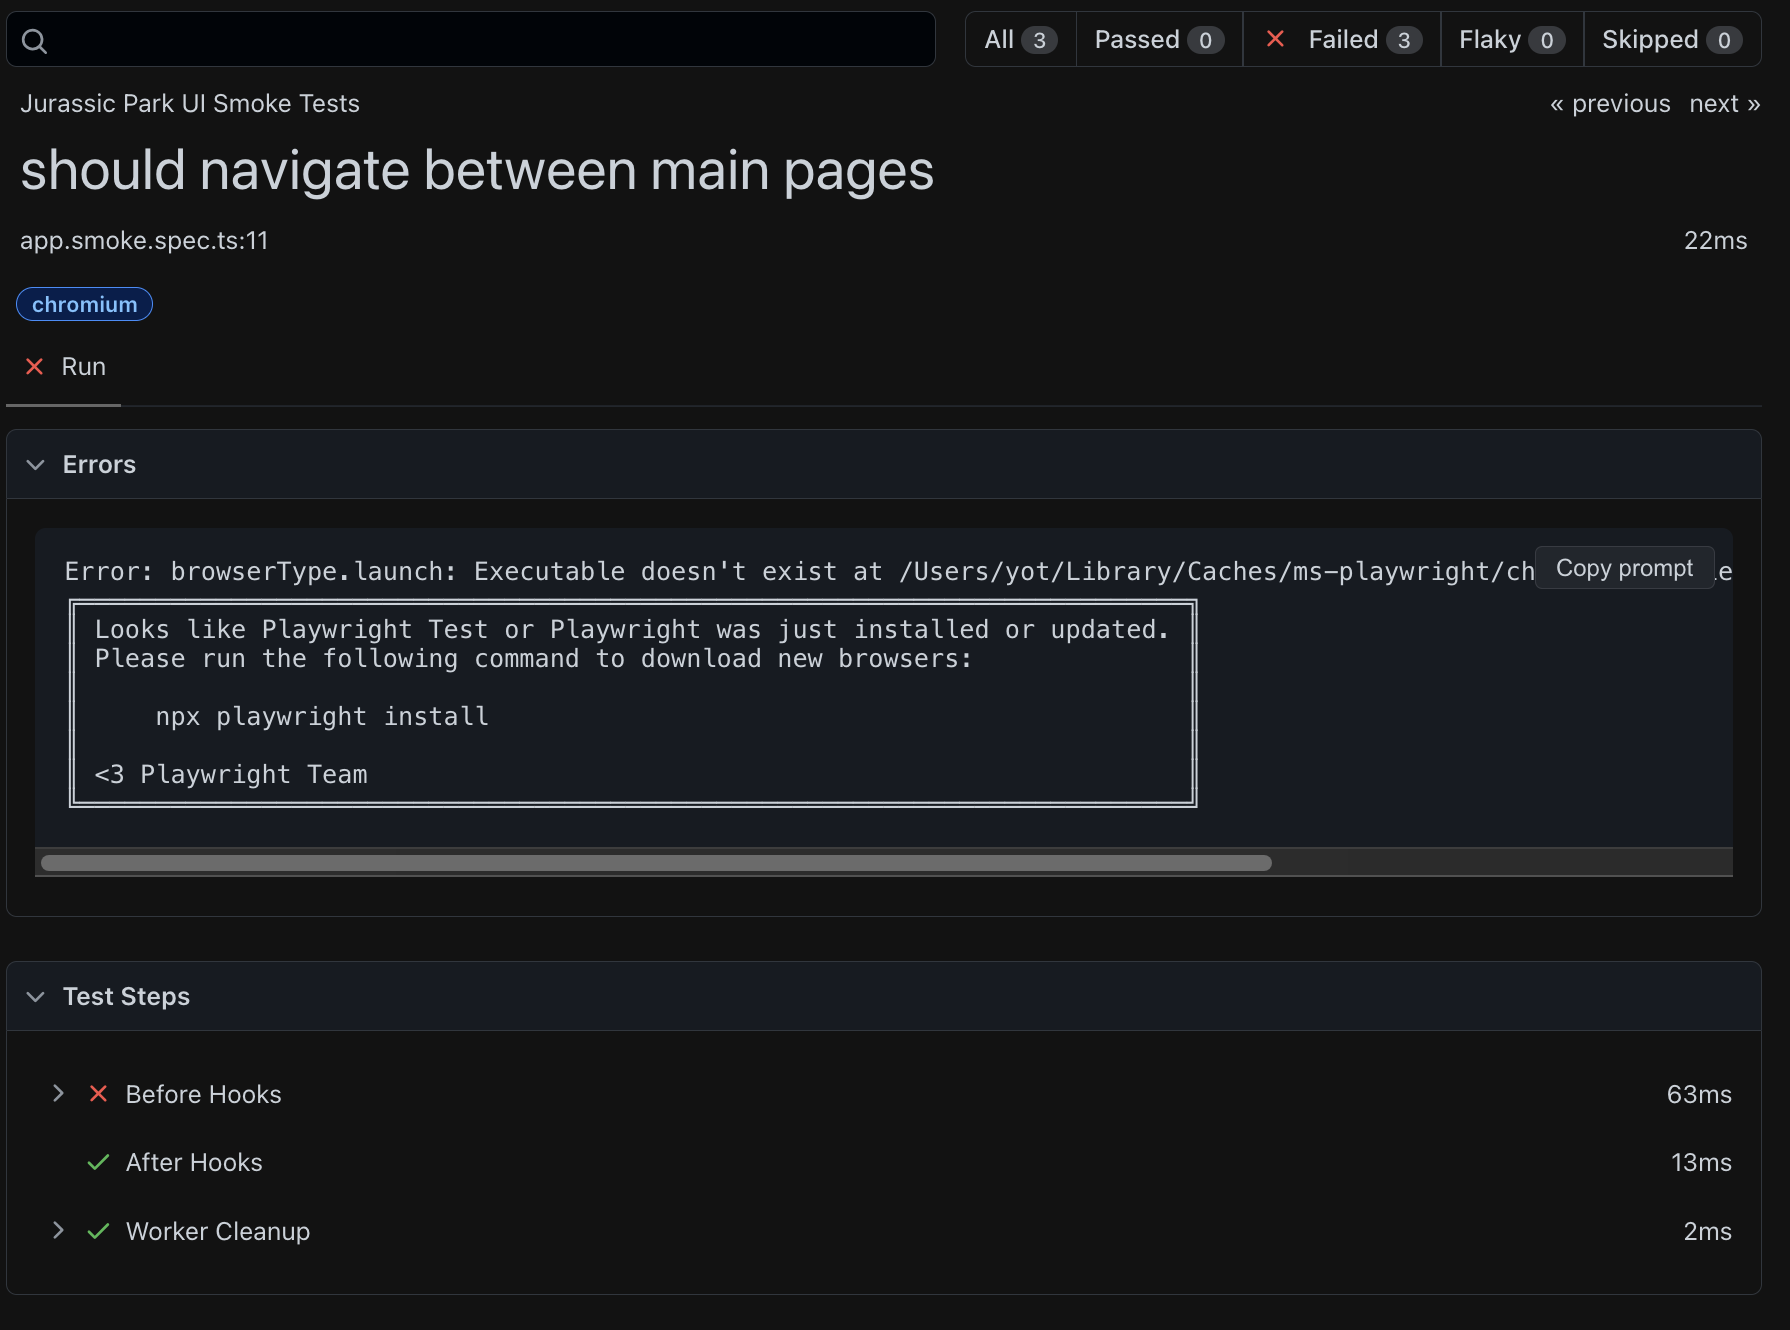 All 3 Passed 0 Failed 3 Flaky 0 Skipped 0
Jurassic Park UI Smoke Tests « previous next »
should navigate between main pages
app.smoke.spec.ts:11 22ms
chromium
Run
Errors
Error: browserType.launch: Executable doesn't exist at /Users/yot/Library/Caches/ms-playwright/ch
Copy prompt
Looks like Playwright Test or Playwright was just installed or updated.
Please run the following command to download new browsers:
npx playwright install
<3 Playwright Team
Test Steps
Before Hooks 63ms
After Hooks 13ms
Worker Cleanup 2ms